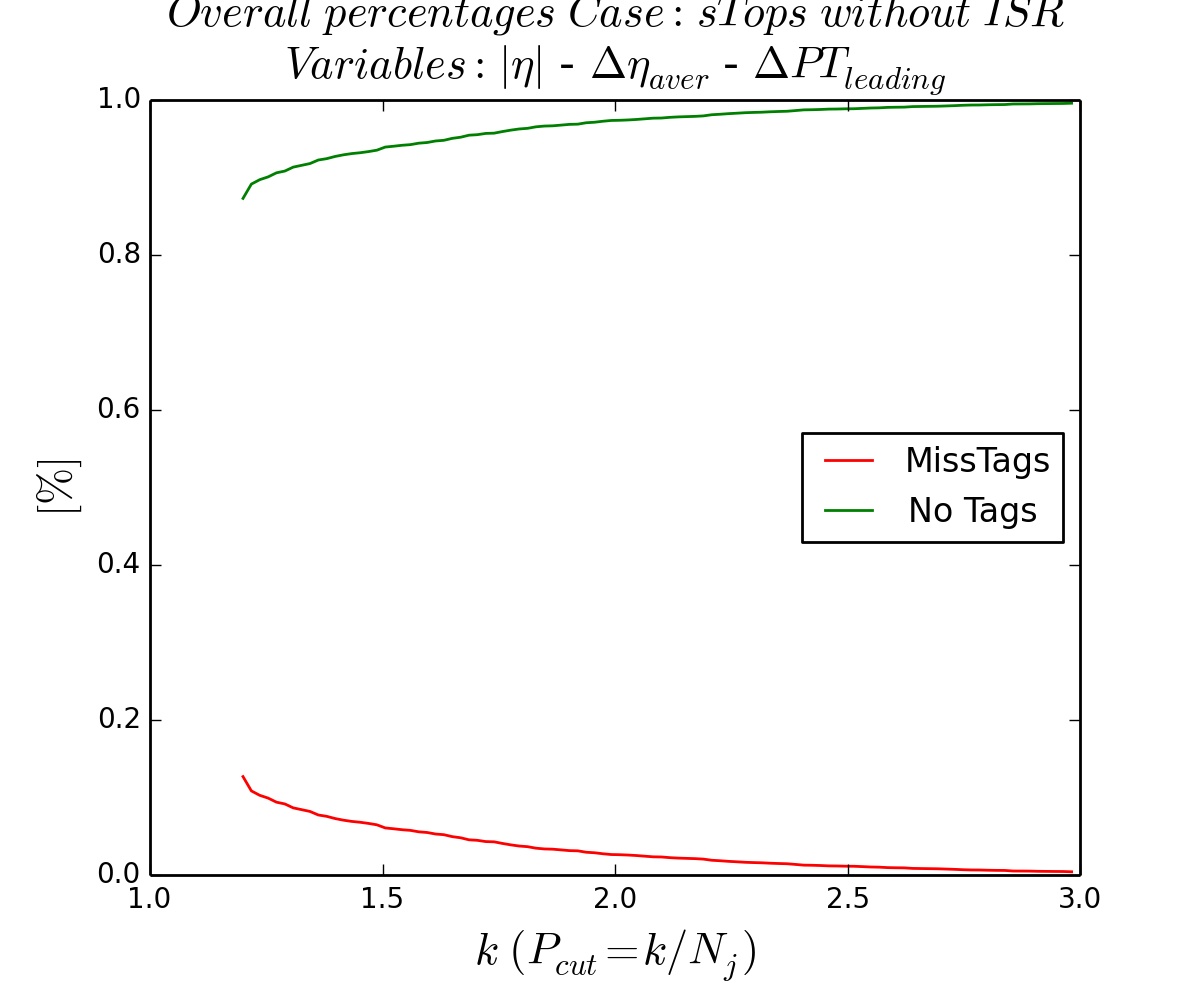 Overall percentages Case: sTops without ISR
Variables: |η| - Δη_aver - ΔPT_leading
1.0
0.8
0.6
0.4
0.2
0.0
[%]
MissTags
No Tags
1.0 1.5 2.0 2.5 3.0
k (P_cut = k/N_j)